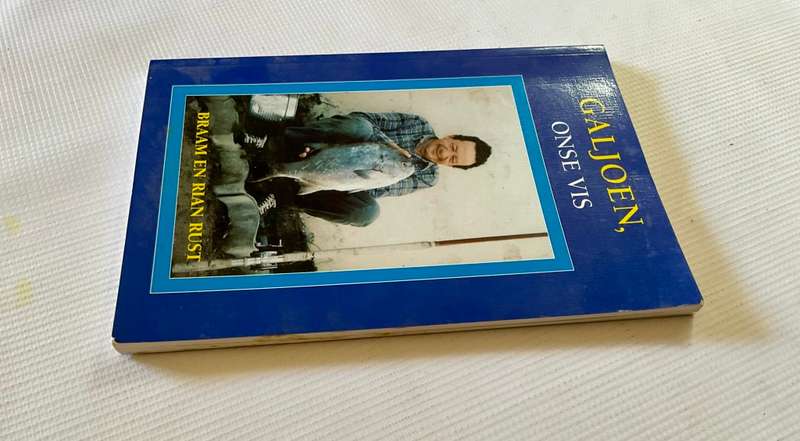 GALJOEN,
ONSE VIS
BRAAM EN RIAN RUST